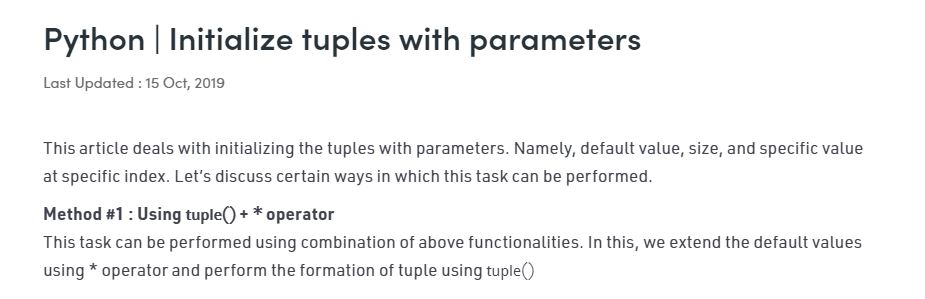 Python | Initialize tuples with parameters
Last Updated : 15 Oct, 2019
This article deals with initializing the tuples with parameters. Namely, default value, size, and specific value
at specific index. Let’s discuss certain ways in which this task can be performed.
Method #1 : Using tuple() + * operator
This task can be performed using combination of above functionalities. In this, we extend the default values
using * operator and perform the formation of tuple using tuple()